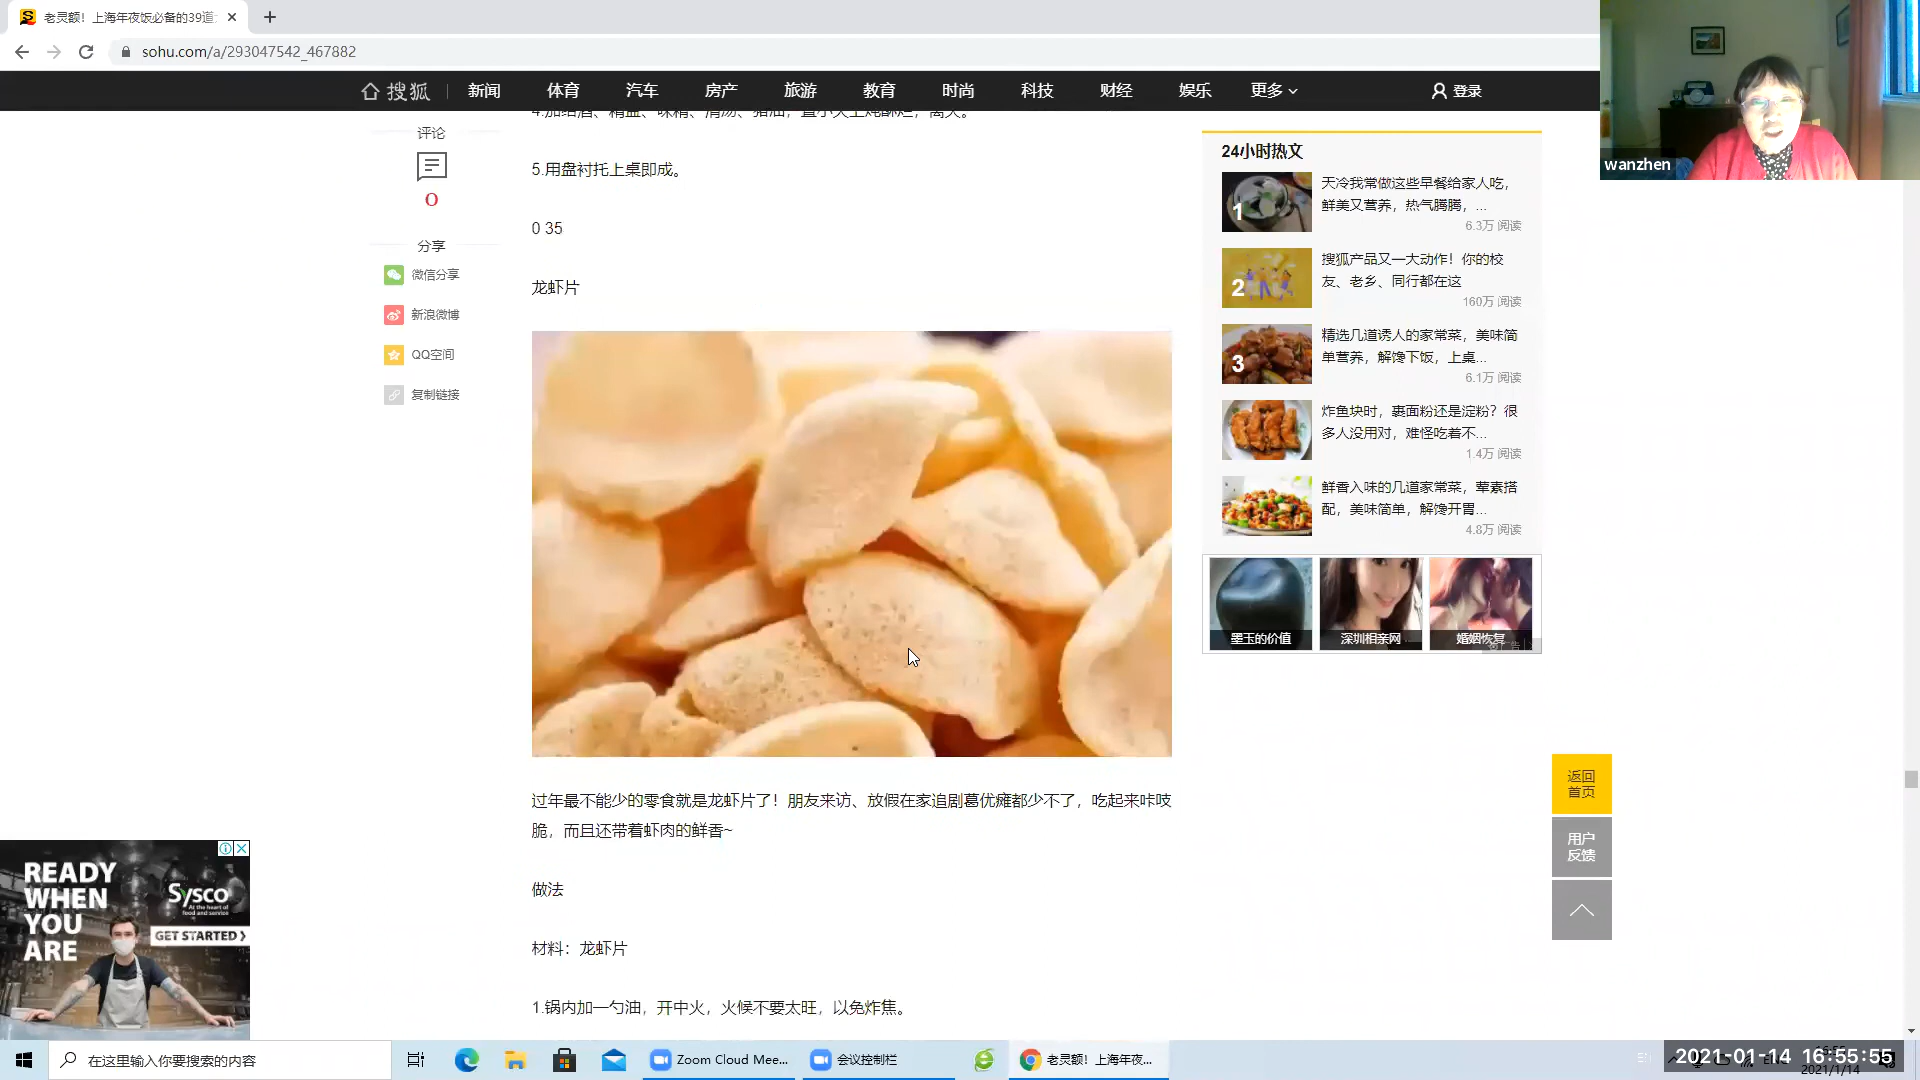 老灵额！上海年夜饭必备的39道
sohu.com/a/293047542_467882
搜狐
新闻
体育
汽车
房产
旅游
教育
时尚
科技
财经
娱乐
更多
登录
wanzhen
评论
0
分享
微信分享
新浪微博
QQ空间
复制链接
5.用盘衬托上桌即成。
0 35
龙虾片
过年最不能少的零食就是龙虾片了！朋友来访、放假在家追剧葛优瘫都少不了，吃起来咔吱
脆，而且还带着虾肉的鲜香~
做法
材料：龙虾片
1.锅内加一勺油，开中火，火候不要太旺，以免炸焦。
24小时热文
1
天冷我常做这些早餐给家人吃，
鲜美又营养，热气腾腾，...
6.3万 阅读
2
搜狐产品又一大动作！你的校
友、老乡、同行都在这
160万 阅读
3
精选几道诱人的家常菜，美味简
单营养，解馋下饭，上桌...
6.1万 阅读
炸鱼块时，裹面粉还是淀粉？很
多人没用对，难怪吃着不...
1.4万 阅读
鲜香入味的几道家常菜，荤素搭
配，美味简单，解馋开胃...
4.8万 阅读
墨玉的价值
深圳相亲网
婚姻恢复
广告
返回
首页
用户
反馈
READY
WHEN
YOU
ARE
Sysco
At the heart of
food and service
GET STARTED
在这里输入你要搜索的内容
Zoom Cloud Mee...
会议控制栏
老灵额！上海年夜...
2021-01-14 16:55:55
2021/1/14